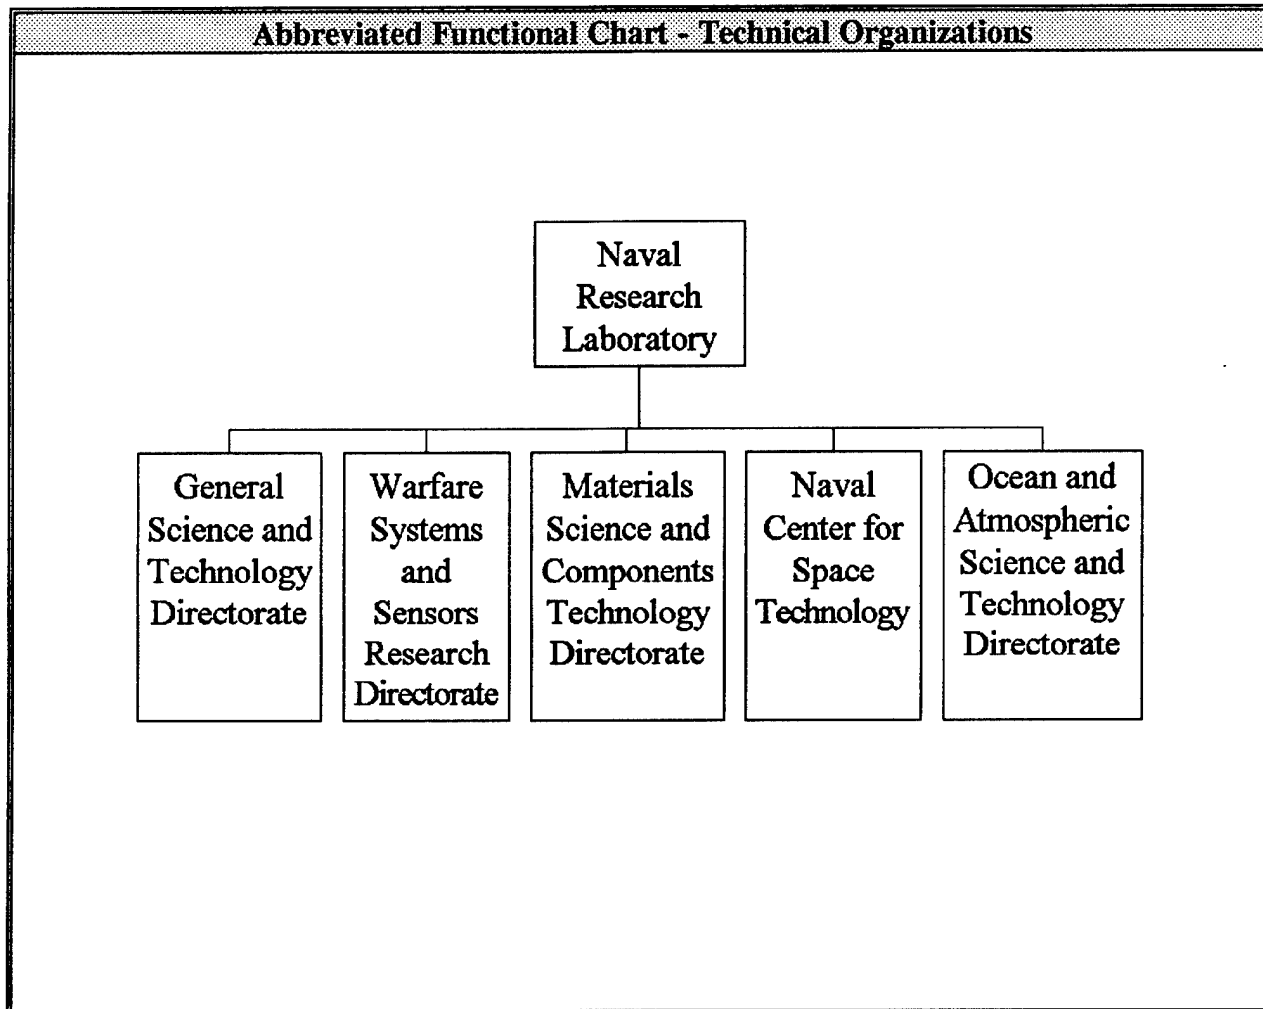 Abbreviated Functional Chart - Technical Organizations
Naval
Research
Laboratory
General
Science and
Technology
Directorate
Warfare
Systems
and
Sensors
Research
Directorate
Materials
Science and
Components
Technology
Directorate
Naval
Center for
Space
Technology
Ocean and
Atmospheric
Science and
Technology
Directorate